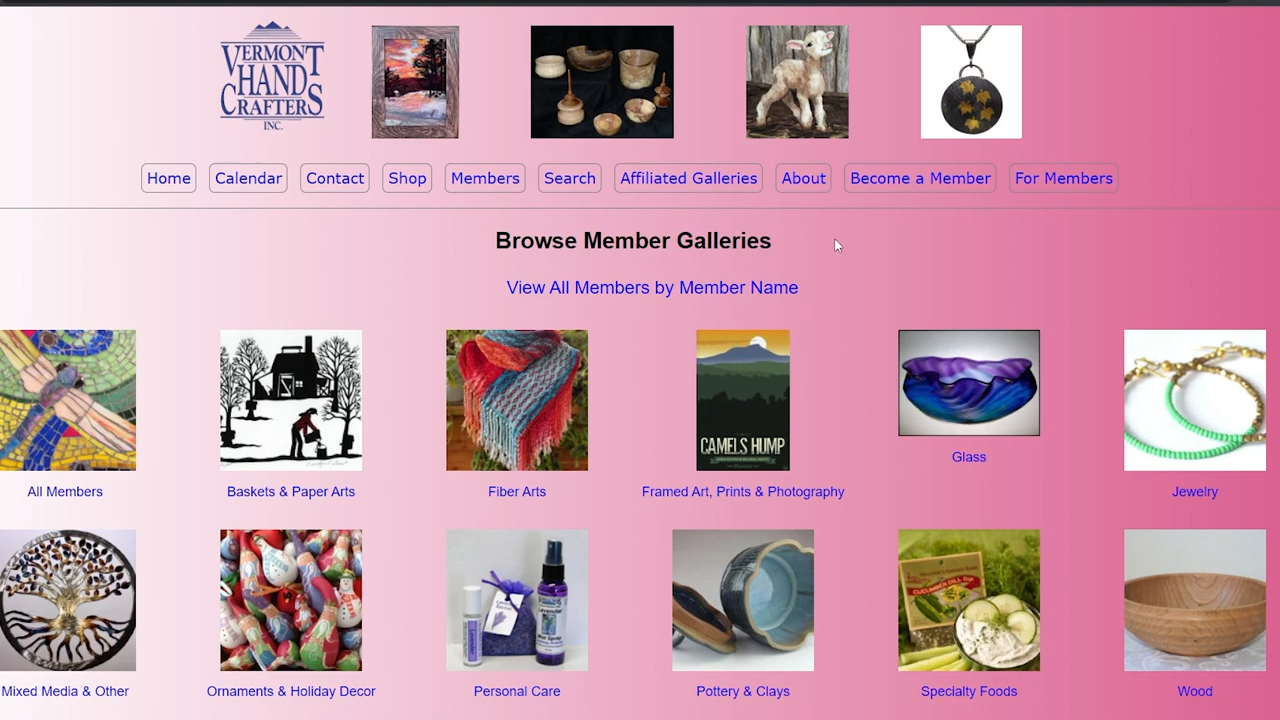 VERMONT
HAND
CRAFTERS
INC.
Home
Calendar
Contact
Shop
Members
Search
Affiliated Galleries
About
Become a Member
For Members
Browse Member Galleries
View All Members by Member Name
CAMELS HUMP
All Members
Baskets & Paper Arts
Fiber Arts
Framed Art, Prints & Photography
Glass
Jewelry
CUCUMBER DILL
Mixed Media & Other
Ornaments & Holiday Decor
Personal Care
Pottery & Clays
Specialty Foods
Wood